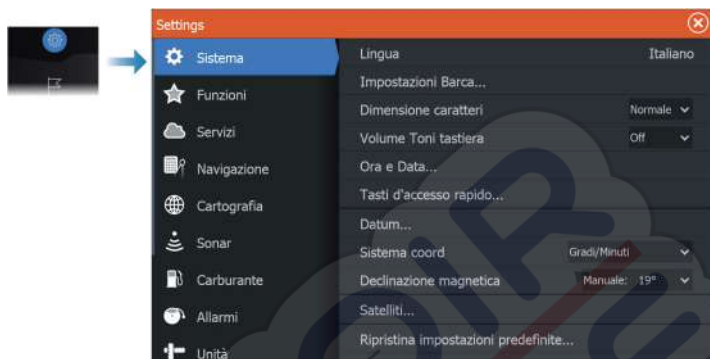 Settings
Sistema
Funzioni
Servizi
Navigazione
Cartografia
Sonar
Carburante
Allarmi
Unità
Lingua Italiano
Impostazioni Barca...
Dimensione caratteri Normale
Volume Toni tastiera Off
Ora e Data...
Tasti d'accesso rapido...
Datum...
Sistema coord Gradi/Minuti
Declinazione magnetica Manuale: 19°
Satelliti...
Ripristina impostazioni predefinite...